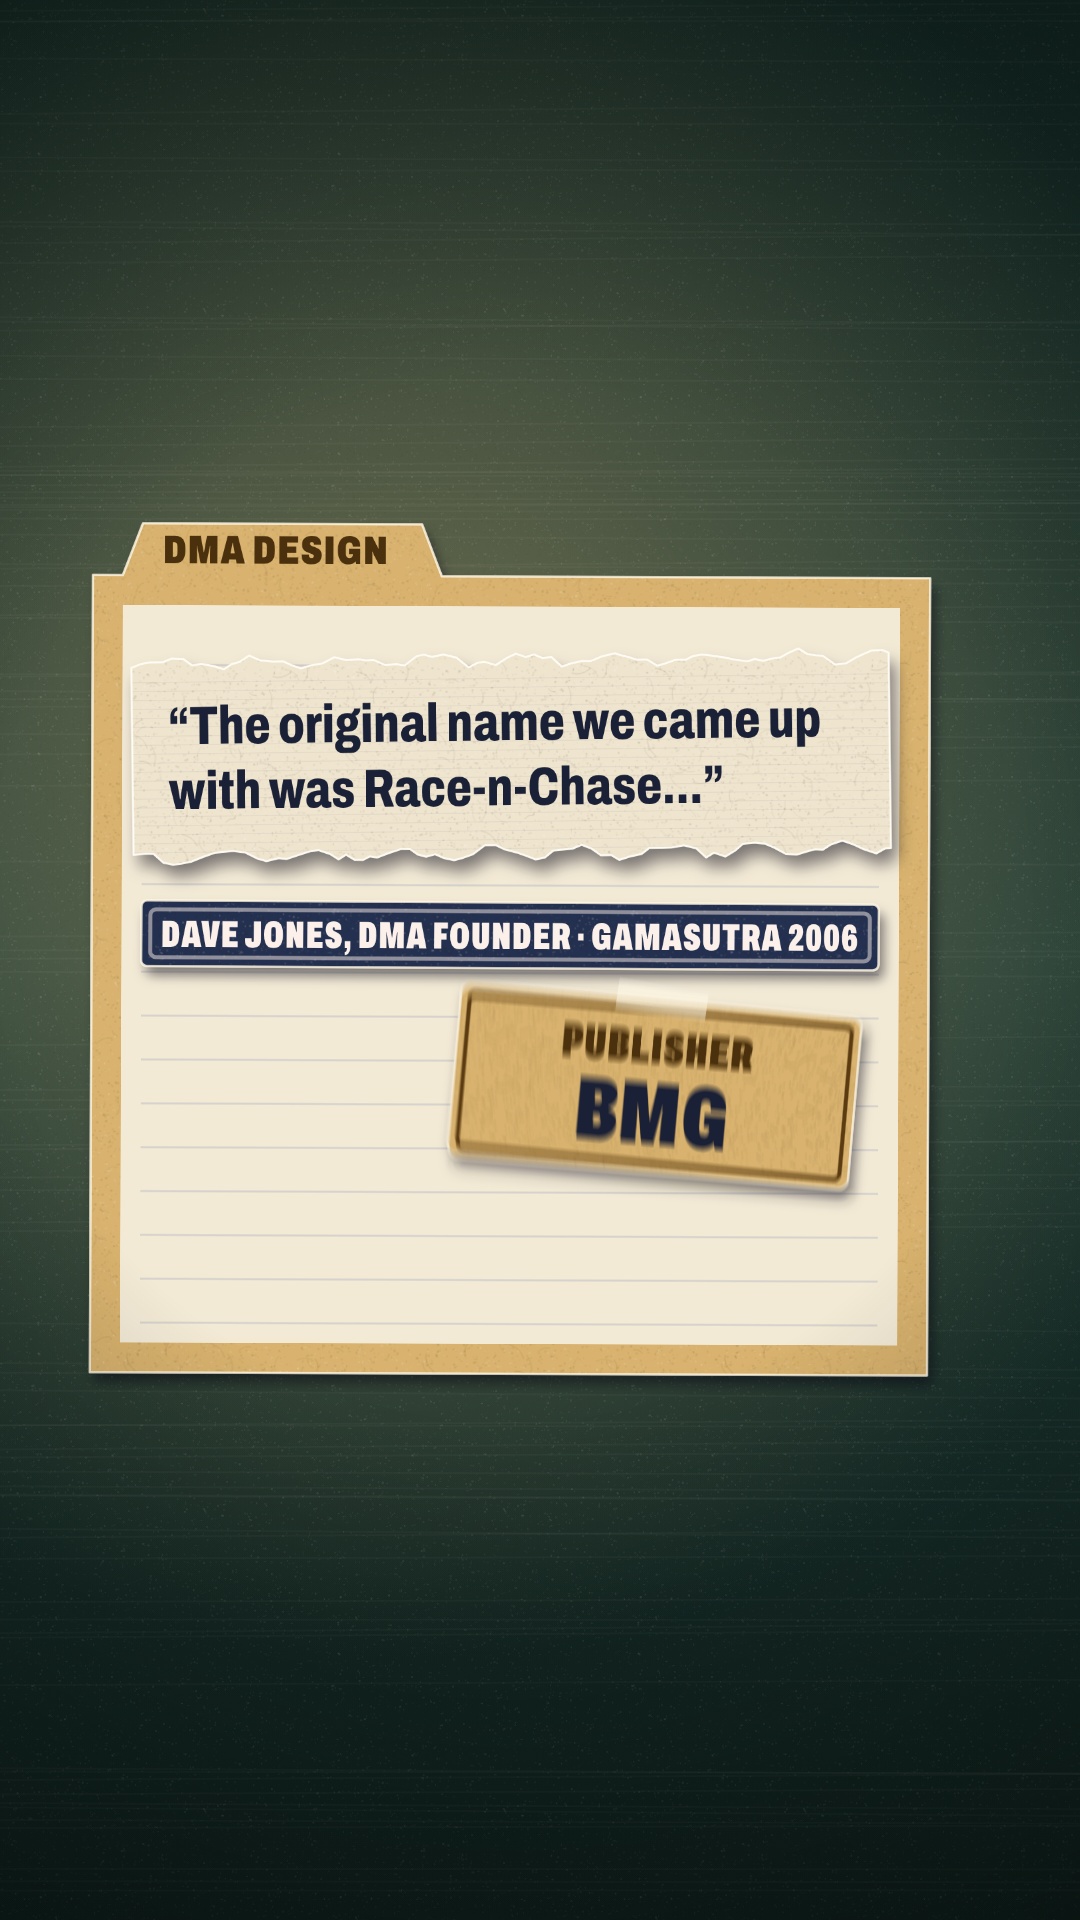 DMA DESIGN
“The original name we came up
with was Race-n-Chase...”
DAVE JONES, DMA FOUNDER · GAMASUTRA 2006
PUBLISHER
BMG